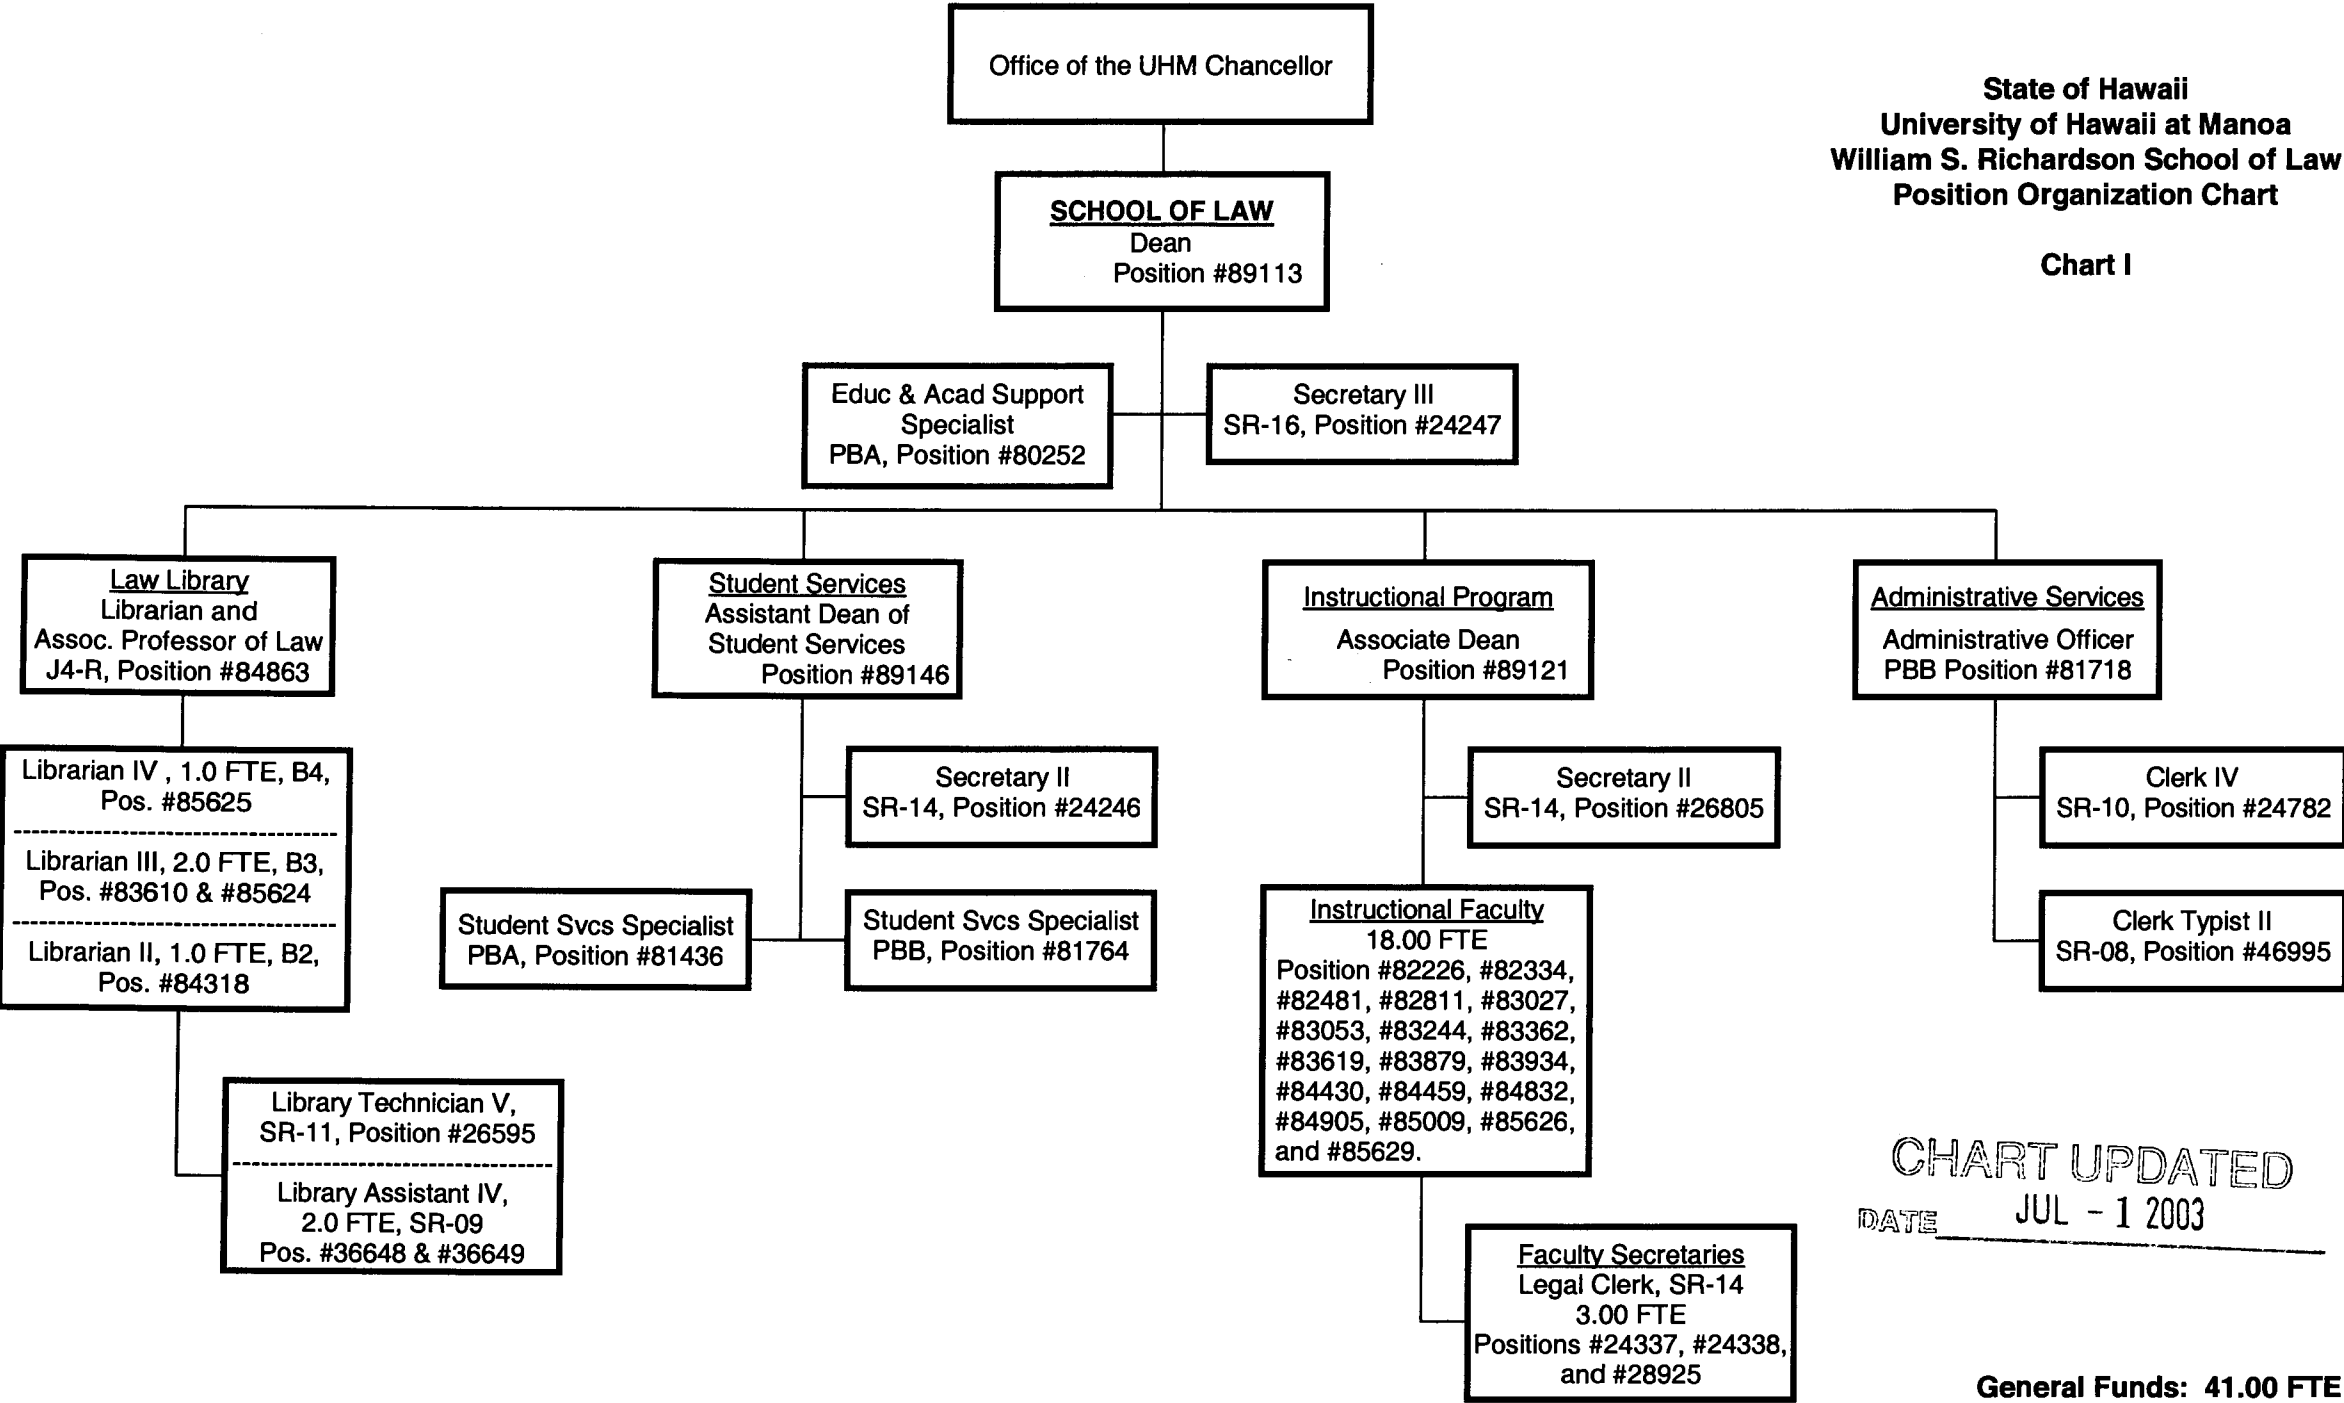 Office of the UHM Chancellor
State of Hawaii
University of Hawaii at Manoa
William S. Richardson School of Law
Position Organization Chart
Chart I
SCHOOL OF LAW
Dean
Position #89113
Educ & Acad Support
Specialist
PBA, Position #80252
Secretary III
SR-16, Position #24247
Law Library
Librarian and
Assoc. Professor of Law
J4-R, Position #84863
Student Services
Assistant Dean of
Student Services
Position #89146
Instructional Program
Associate Dean
Position #89121
Administrative Services
Administrative Officer
PBB Position #81718
Librarian IV , 1.0 FTE, B4,
Pos. #85625
Librarian III, 2.0 FTE, B3,
Pos. #83610 & #85624
Librarian II, 1.0 FTE, B2,
Pos. #84318
Secretary II
SR-14, Position #24246
Secretary II
SR-14, Position #26805
Clerk IV
SR-10, Position #24782
Student Svcs Specialist
PBA, Position #81436
Student Svcs Specialist
PBB, Position #81764
Instructional Faculty
18.00 FTE
Position #82226, #82334,
#82481, #82811, #83027,
#83053, #83244, #83362,
#83619, #83879, #83934,
#84430, #84459, #84832,
#84905, #85009, #85626,
and #85629.
Clerk Typist II
SR-08, Position #46995
Library Technician V,
SR-11, Position #26595
Library Assistant IV,
2.0 FTE, SR-09
Pos. #36648 & #36649
Faculty Secretaries
Legal Clerk, SR-14
3.00 FTE
Positions #24337, #24338,
and #28925
CHART UPDATED
DATE JUL - 1 2003
General Funds: 41.00 FTE